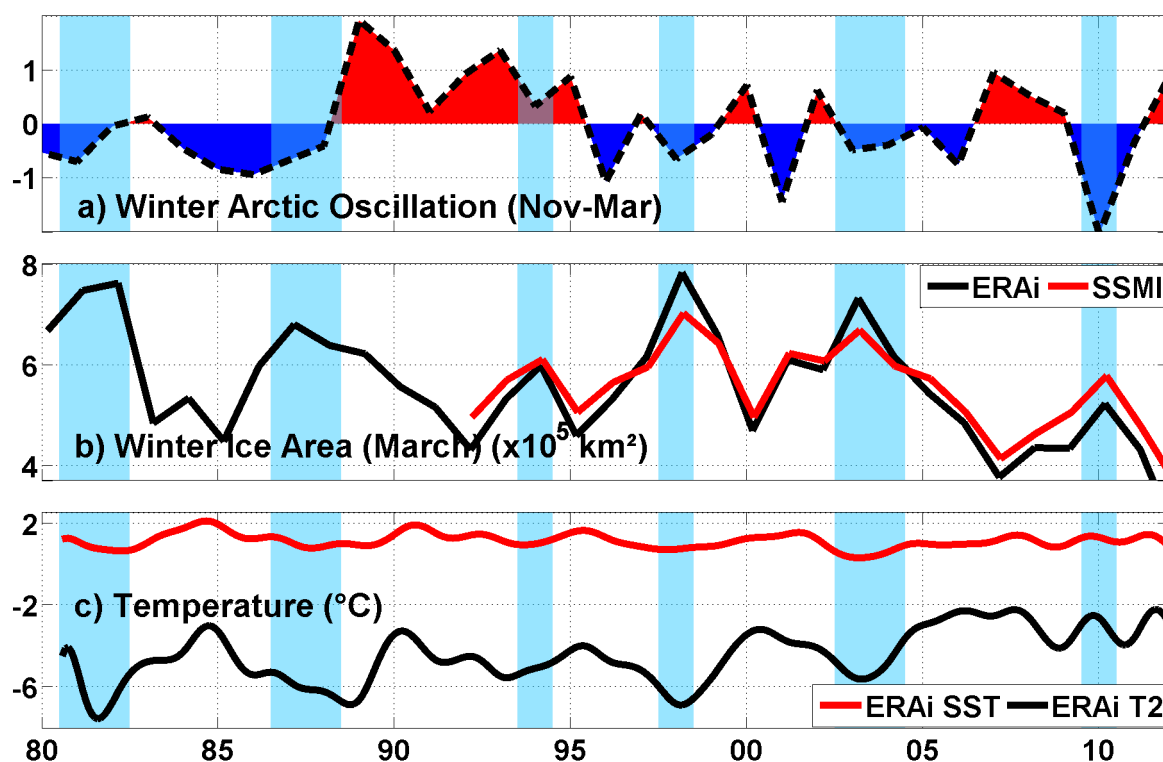 1
0
-1
a) Winter Arctic Oscillation (Nov-Mar)
8
6
4
ERAi SSMI
b) Winter Ice Area (March) (x10⁵ km²)
2
-2
-6
c) Temperature (°C)
ERAi SST ERAi T2
80 85 90 95 00 05 10